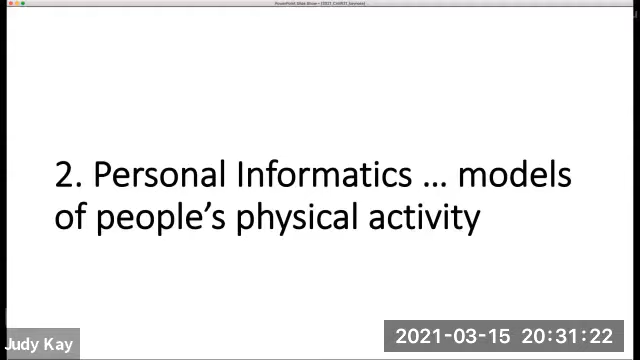 2. Personal Informatics … models
of people’s physical activity
Judy Kay
2021-03-15 20:31:22